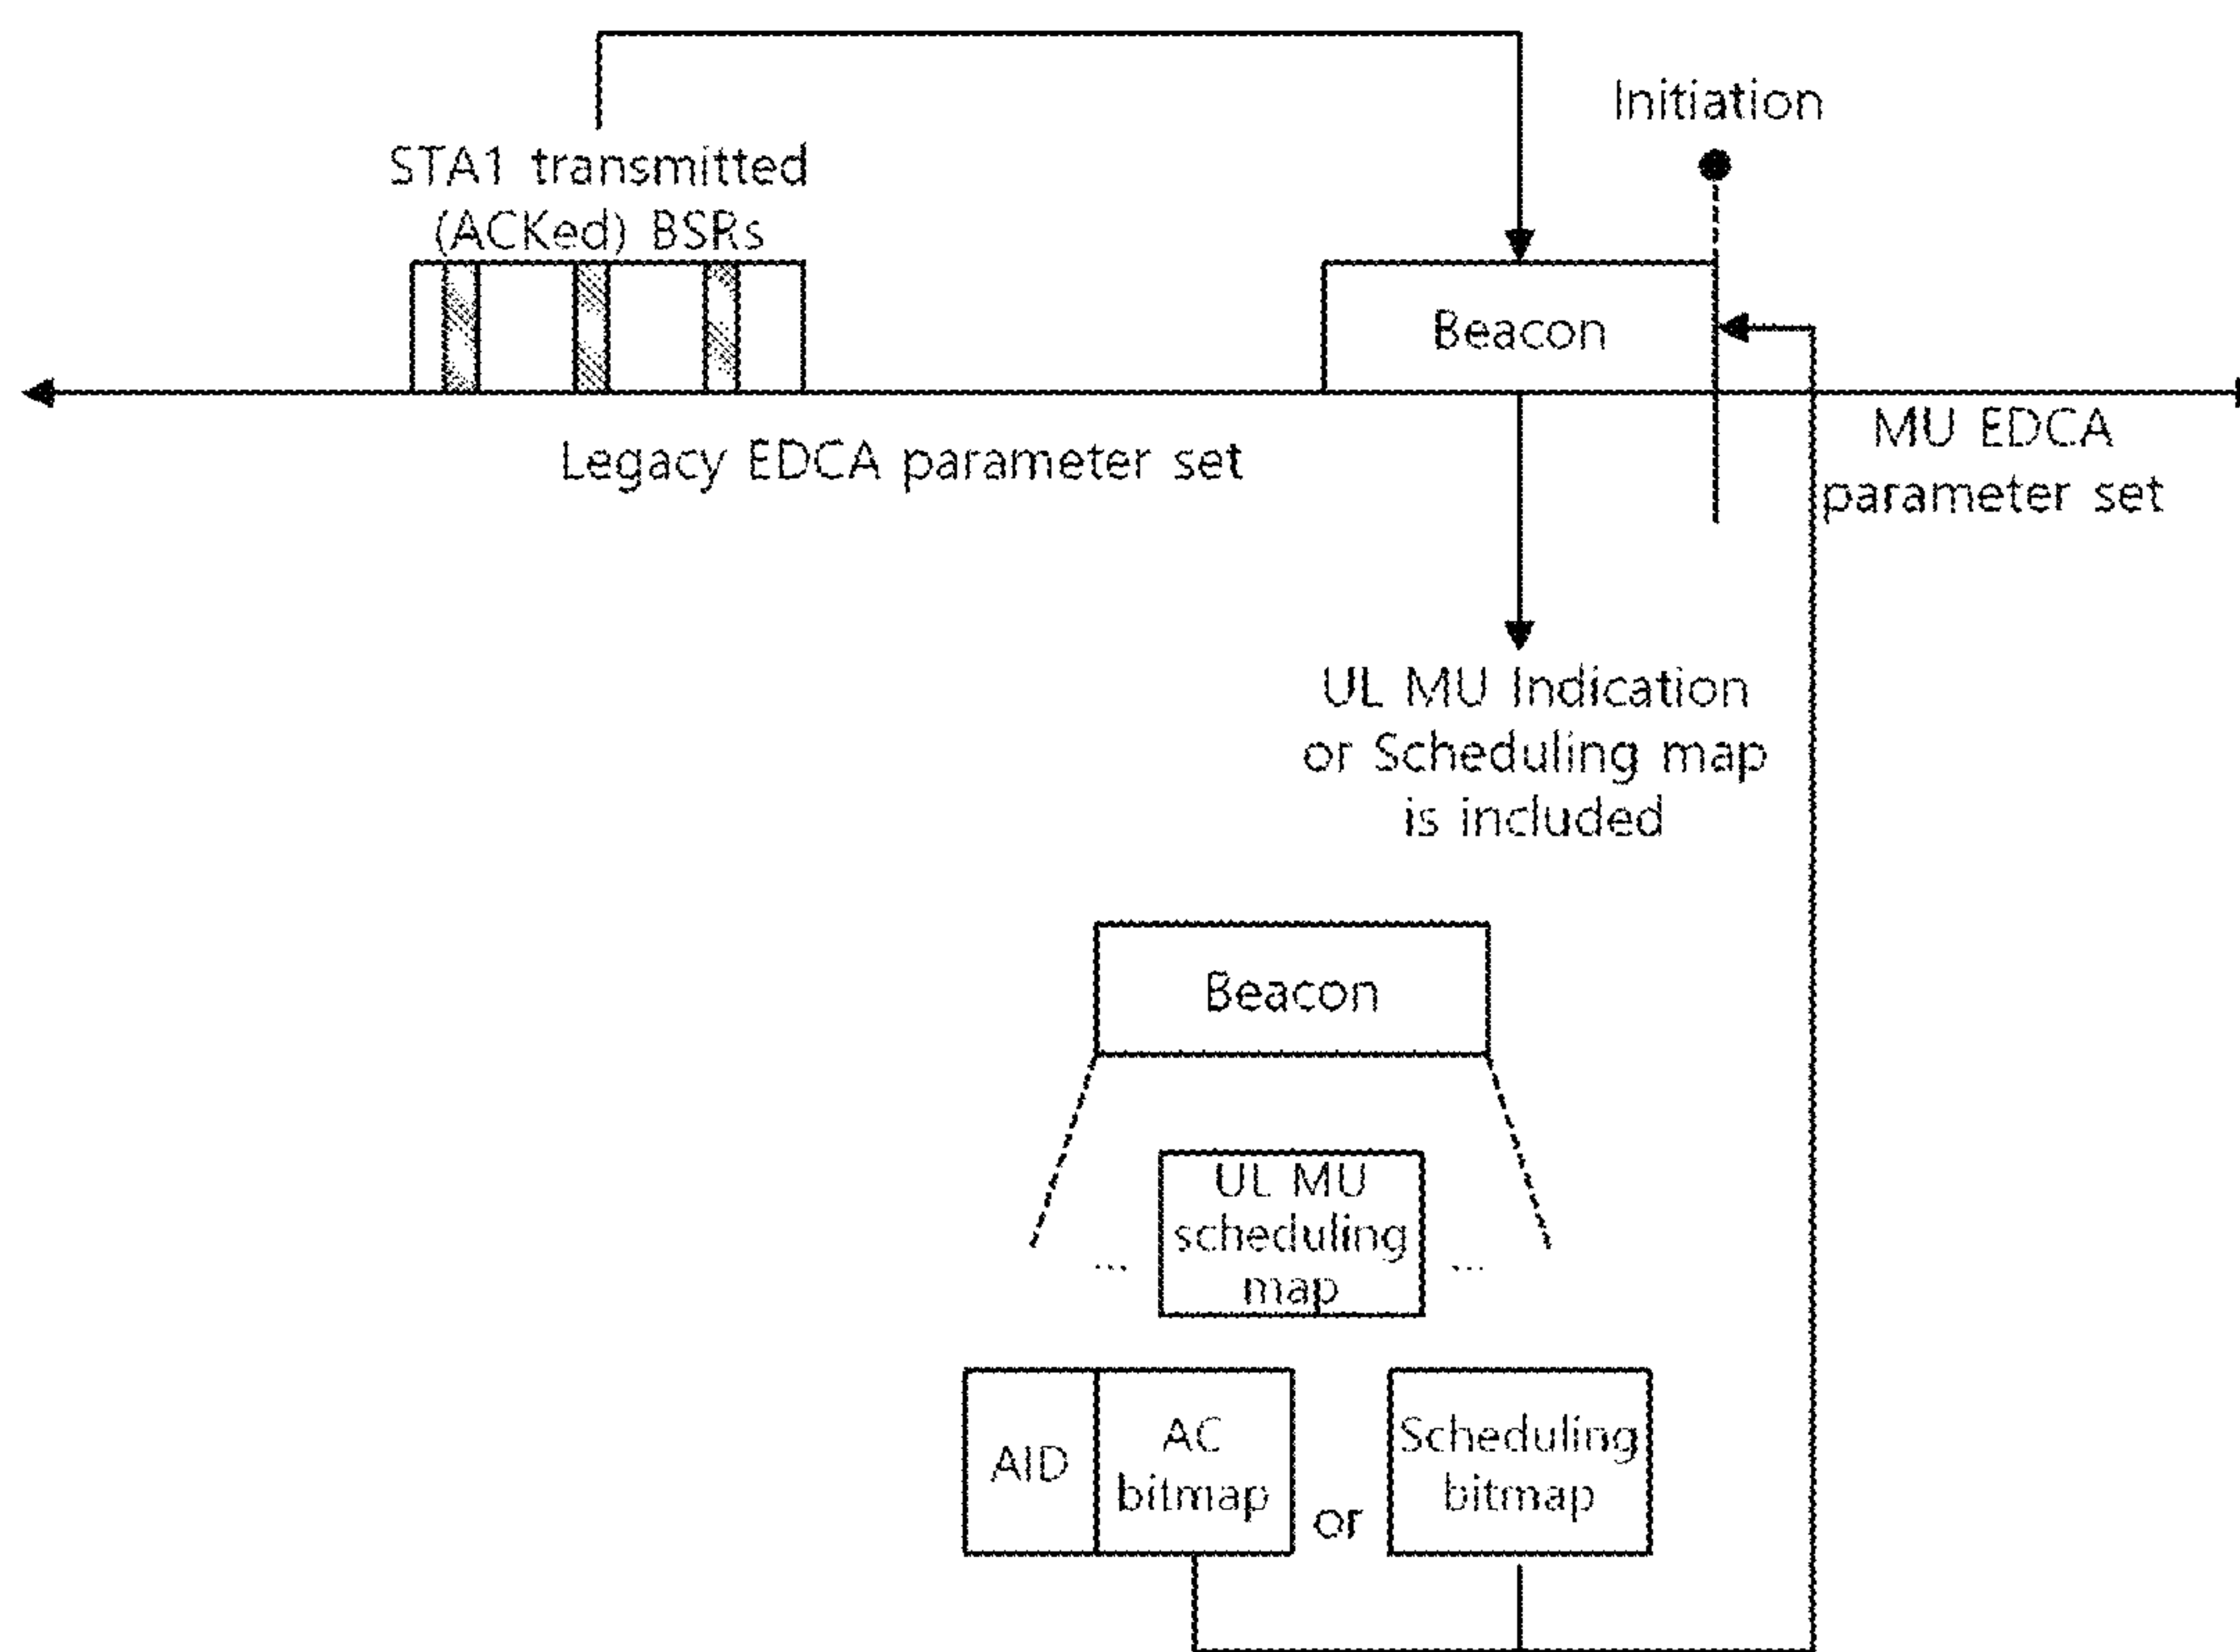 Initiation
STA1 transmitted
(ACKed) BSRs
Beacon
Legacy EDCA parameter set
MU EDCA
parameter set
UL MU Indication
or Scheduling map
is included
Beacon
... UL MU
scheduling
map ...
AID
AC
bitmap
or
Scheduling
bitmap